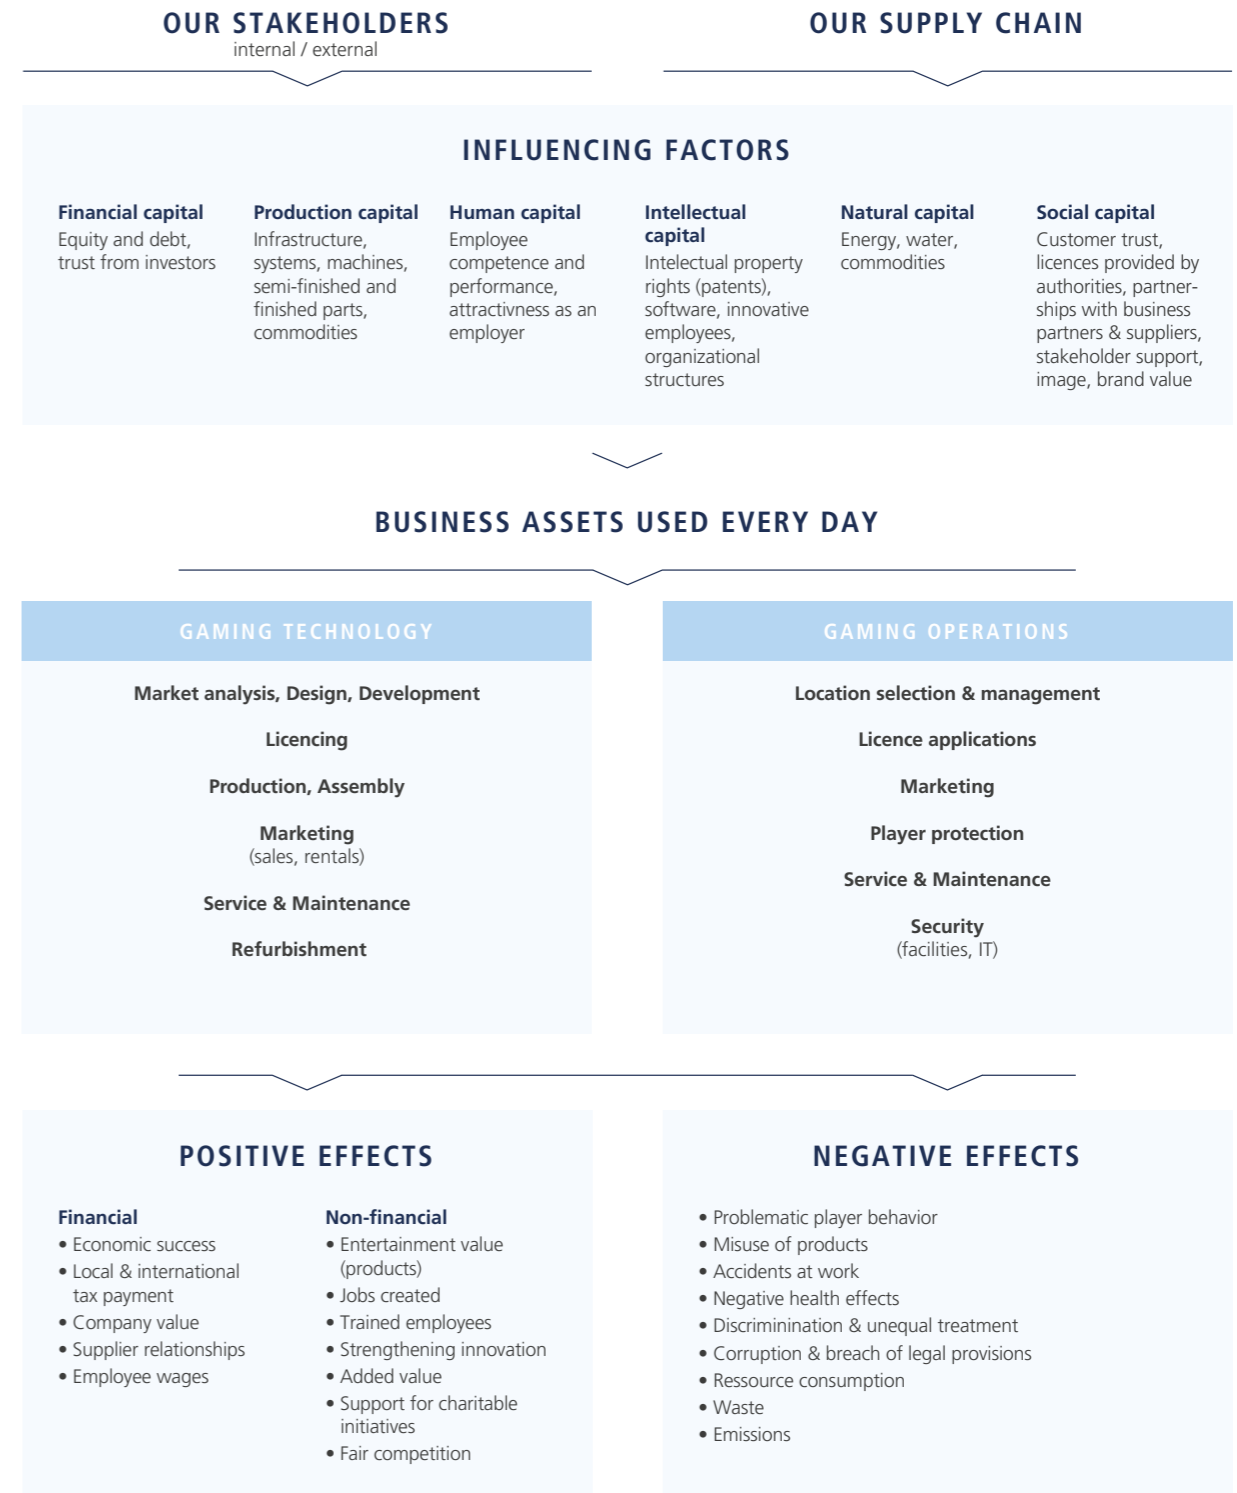 OUR STAKEHOLDERS
internal / external
OUR SUPPLY CHAIN
INFLUENCING FACTORS
Financial capital
Equity and debt,
trust from investors
Production capital
Infrastructure,
systems, machines,
semi-finished and
finished parts,
commodities
Human capital
Employee
competence and
performance,
attractivness as an
employer
Intellectual
capital
Intelectual property
rights (patents),
software, innovative
employees,
organizational
structures
Natural capital
Energy, water,
commodities
Social capital
Customer trust,
licences provided by
authorities, partner-
ships with business
partners & suppliers,
stakeholder support,
image, brand value
BUSINESS ASSETS USED EVERY DAY
GAMING TECHNOLOGY
Market analysis, Design, Development
Licencing
Production, Assembly
Marketing
(sales, rentals)
Service & Maintenance
Refurbishment
GAMING OPERATIONS
Location selection & management
Licence applications
Marketing
Player protection
Service & Maintenance
Security
(facilities, IT)
POSITIVE EFFECTS
Financial
• Economic success
• Local & international
tax payment
• Company value
• Supplier relationships
• Employee wages
Non-financial
• Entertainment value
(products)
• Jobs created
• Trained employees
• Strengthening innovation
• Added value
• Support for charitable
initiatives
• Fair competition
NEGATIVE EFFECTS
• Problematic player behavior
• Misuse of products
• Accidents at work
• Negative health effects
• Discriminination & unequal treatment
• Corruption & breach of legal provisions
• Ressource consumption
• Waste
• Emissions